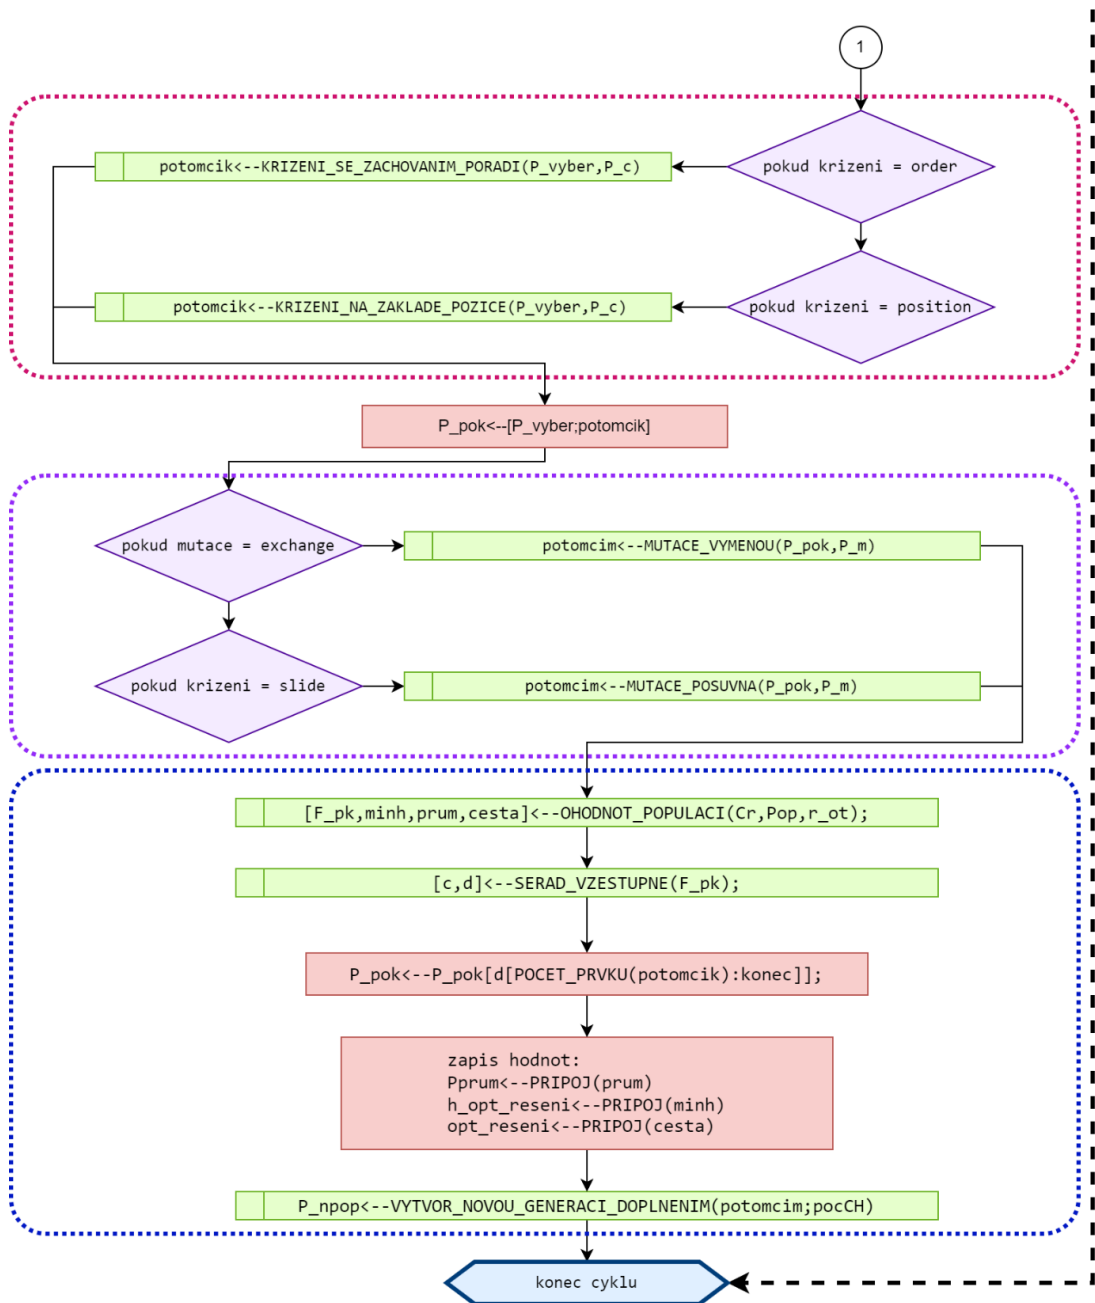 1
pokud krizeni = order
potomcik<--KRIZENI_SE_ZACHOVANIM_PORADI(P_vyber,P_c)
pokud krizeni = position
potomcik<--KRIZENI_NA_ZAKLADE_POZICE(P_vyber,P_c)
P_pok<--[P_vyber;potomcik]
pokud mutace = exchange
potomcim<--MUTACE_VYMENOU(P_pok,P_m)
pokud krizeni = slide
potomcim<--MUTACE_POSUVNA(P_pok,P_m)
[F_pk,minh,prum,cesta]<--OHODNOT_POPULACI(Cr,Pop,r_ot);
[c,d]<--SERAD_VZESTUPNE(F_pk);
P_pok<--P_pok[d[POCET_PRVKU(potomcik):konec]];
zapis hodnot:
Pprum<--PRIPOJ(prum)
h_opt_reseni<--PRIPOJ(minh)
opt_reseni<--PRIPOJ(cesta)
P_npop<--VYTVOR_NOVOU_GENERACI_DOPLNENIM(potomcim;pocCH)
konec cyklu